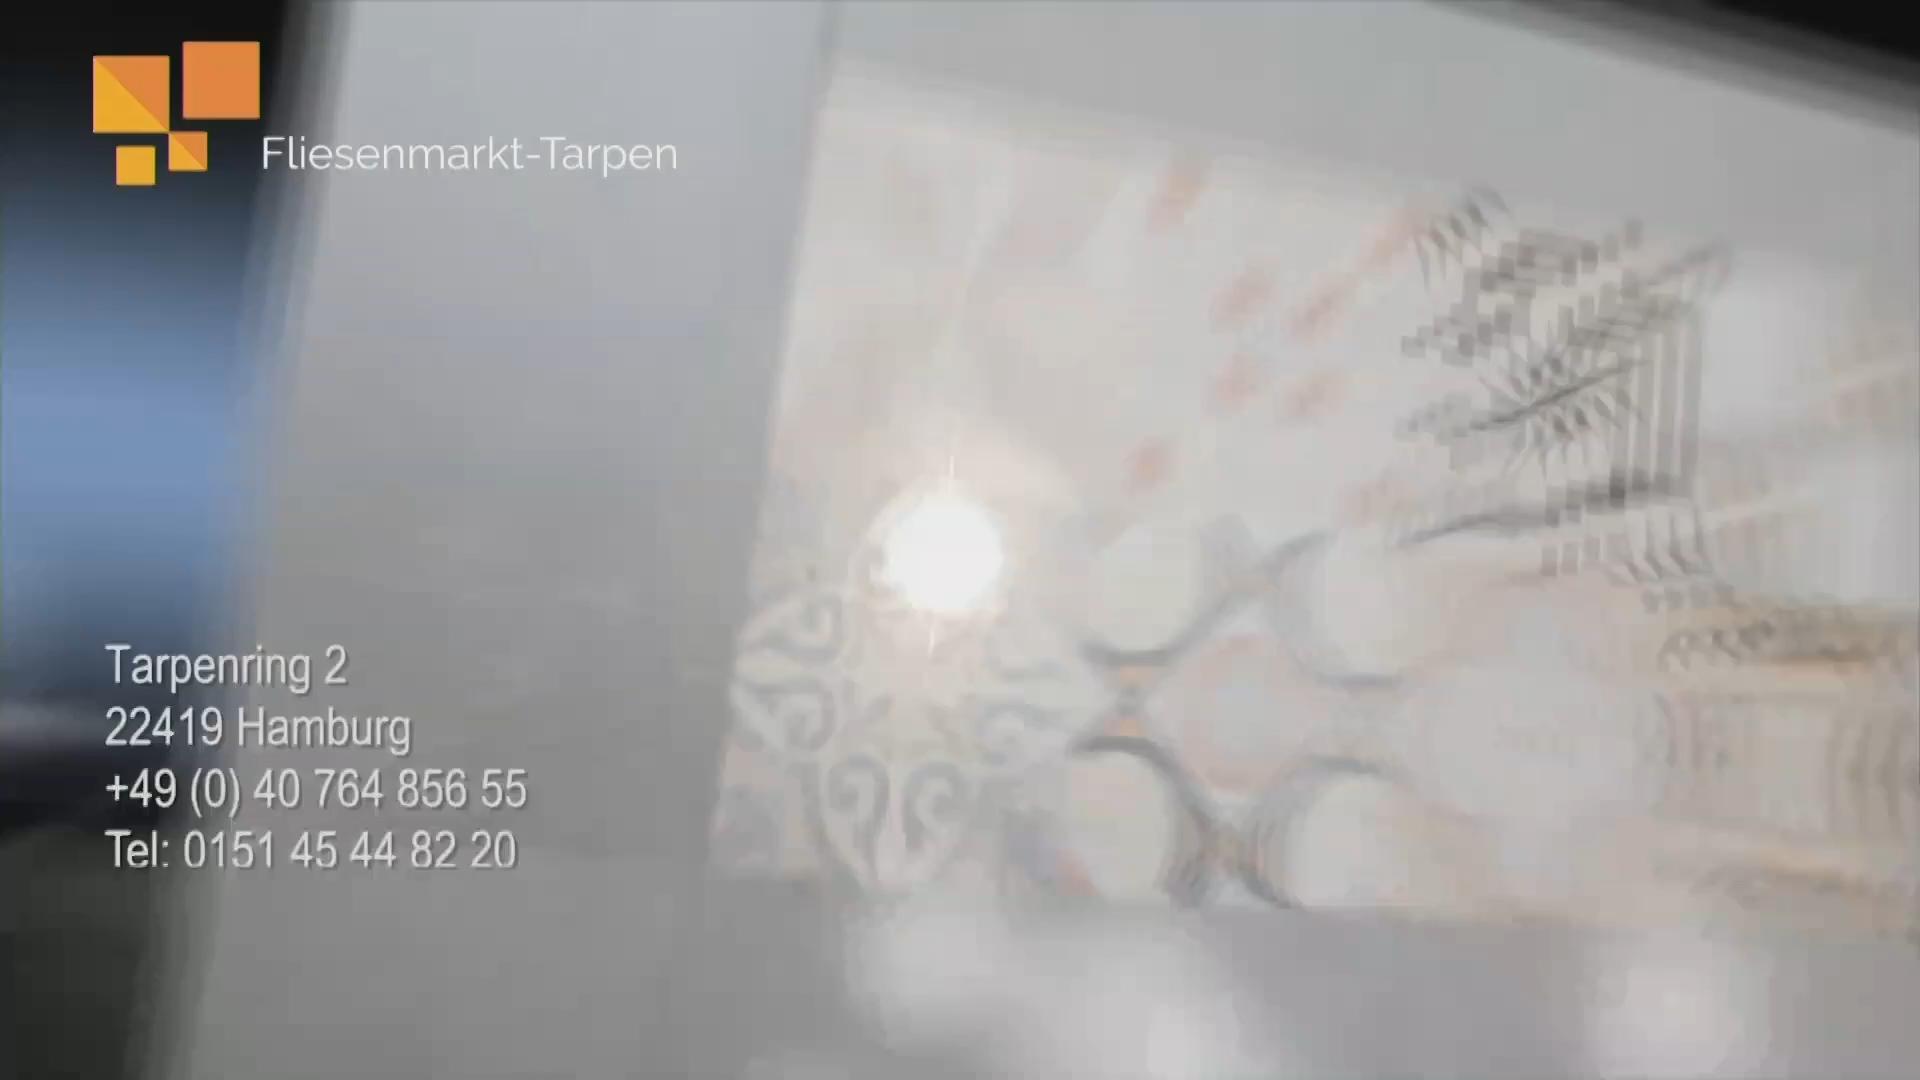 Fliesenmarkt-Tarpen
Tarpenring 2
22419 Hamburg
+49 (0) 40 764 856 55
Tel: 0151 45 44 82 20